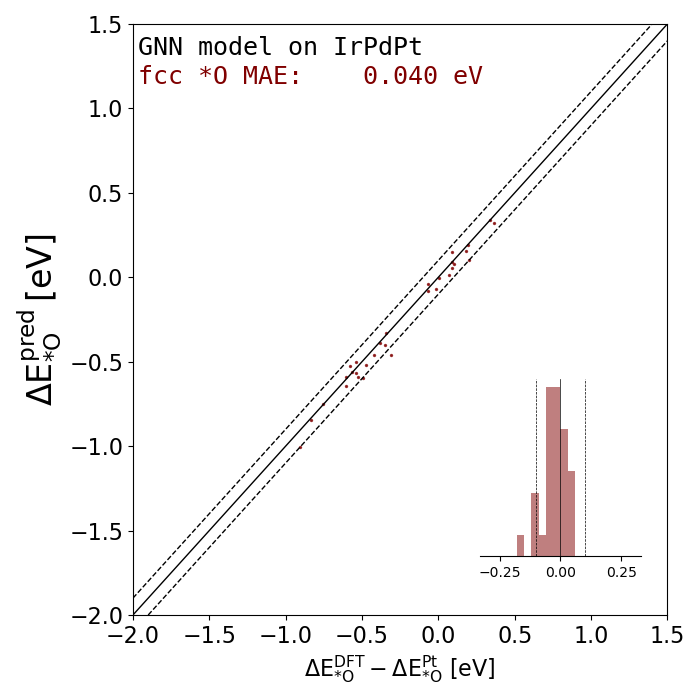 GNN model on IrPdPt
fcc *O MAE:    0.040 eV
1.5
1.0
0.5
0.0
−0.5
−1.0
−1.5
−2.0
ΔE*O^pred [eV]
−0.25 0.00 0.25
−2.0 −1.5 −1.0 −0.5 0.0 0.5 1.0 1.5
ΔE*O^DFT − ΔE*O^Pt [eV]